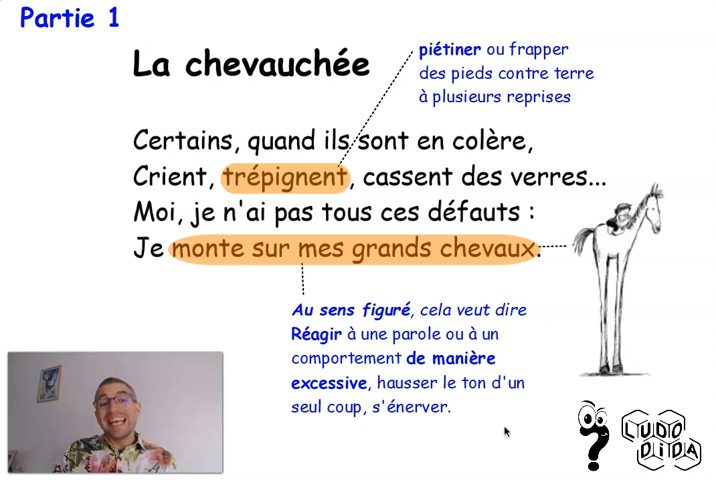 Partie 1
La chevauchée
piétiner ou frapper
des pieds contre terre
à plusieurs reprises
Certains, quand ils sont en colère,
Crient, trépignent, cassent des verres...
Moi, je n'ai pas tous ces défauts :
Je monte sur mes grands chevaux.
Au sens figuré, cela veut dire
Réagir à une parole ou à un
comportement de manière
excessive, hausser le ton d'un
seul coup, s'énerver.
LUDO
DiDA